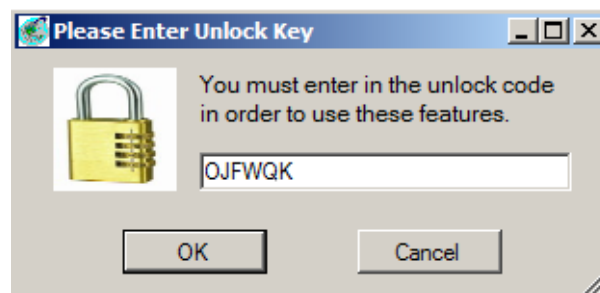 Please Enter Unlock Key
You must enter in the unlock code
in order to use these features.
OJFWQK
OK
Cancel